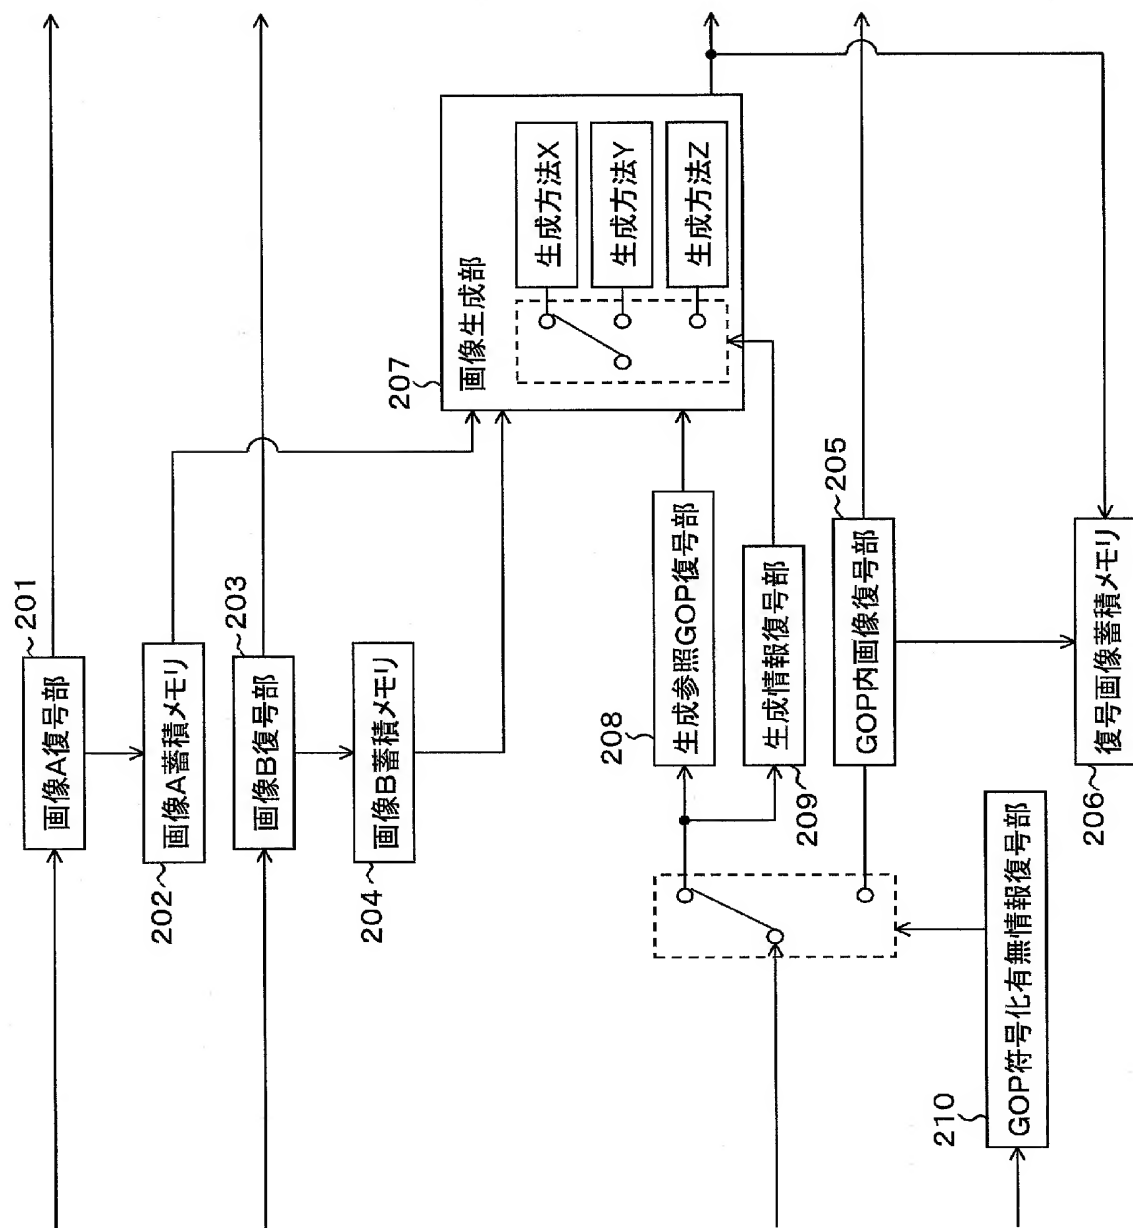 201
画像A復号部
202
画像A蓄積メモリ
203
画像B復号部
204
画像B蓄積メモリ
207
画像生成部
生成方法X
生成方法Y
生成方法Z
208
生成参照GOP復号部
209
生成情報復号部
205
GOP内画像復号部
206
復号画像蓄積メモリ
210
GOP符号化有無情報復号部